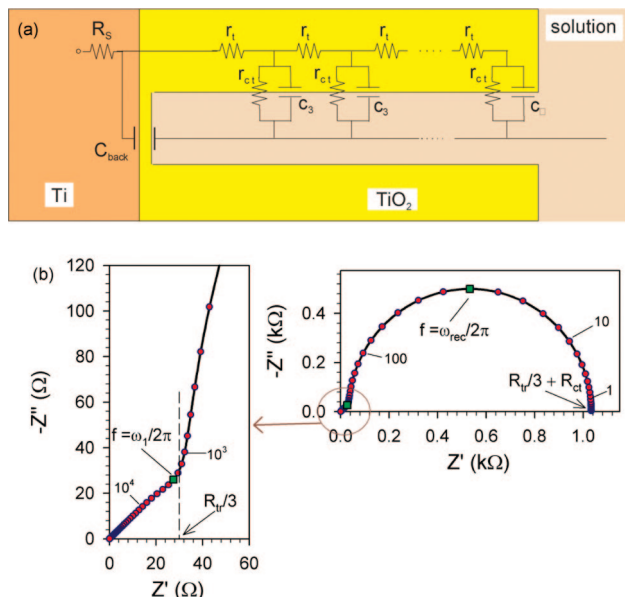 (a)
solution
R_S
r_t r_t r_t r_t
r_ct r_ct r_ct
c_3 c_3 c_□
C_back
Ti
TiO_2
(b)
120
100
80
60
40
20
0
-Z'' (Ω)
f =ω_1/2π
10^4
10^3
R_tr/3
0 20 40 60
Z' (Ω)
0.4
0.2
0.0
-Z'' (kΩ)
f =ω_rec/2π
100
10
1
R_tr/3 + R_ct
0.0 0.2 0.4 0.6 0.8 1.0
Z' (kΩ)